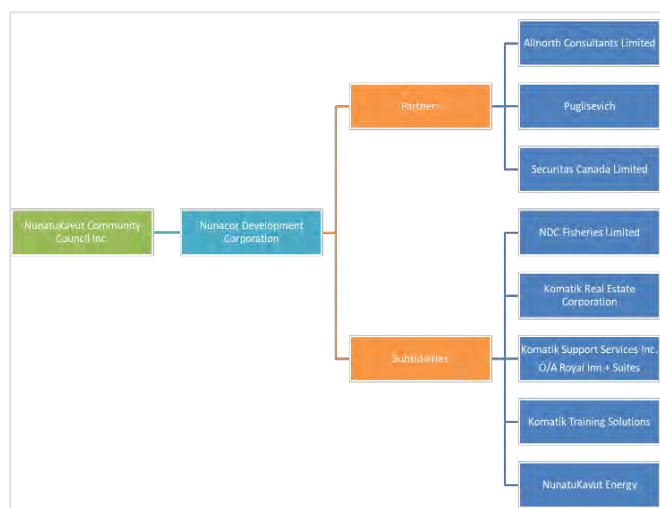 Allnorth Consultants Limited
Partners
Puglisevich
Securitas Canada Limited
NunatuKavut Community
Council Inc
Nunacor Development
Corporation
NDC Fisheries Limited
Komatik Real Estate
Corporation
Subsidiaries
Komatik Support Services Inc.
O/A Royal Inn + Suites
Komatik Training Solutions
NunatuKavut Energy